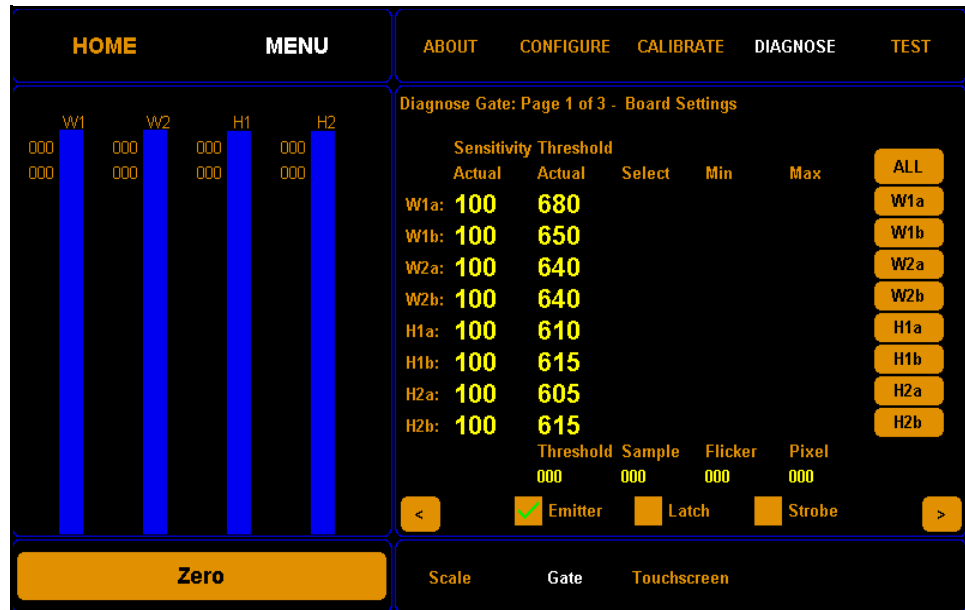 HOME MENU
ABOUT CONFIGURE CALIBRATE DIAGNOSE TEST
W1 W2 H1 H2
000 000 000 000
000 000 000 000
Diagnose Gate: Page 1 of 3 - Board Settings
Sensitivity Threshold
Actual Actual Select Min Max ALL
W1a: 100 680 W1a
W1b: 100 650 W1b
W2a: 100 640 W2a
W2b: 100 640 W2b
H1a: 100 610 H1a
H1b: 100 615 H1b
H2a: 100 605 H2a
H2b: 100 615 H2b
Threshold Sample Flicker Pixel
000 000 000 000
< Emitter Latch Strobe >
Zero
Scale Gate Touchscreen